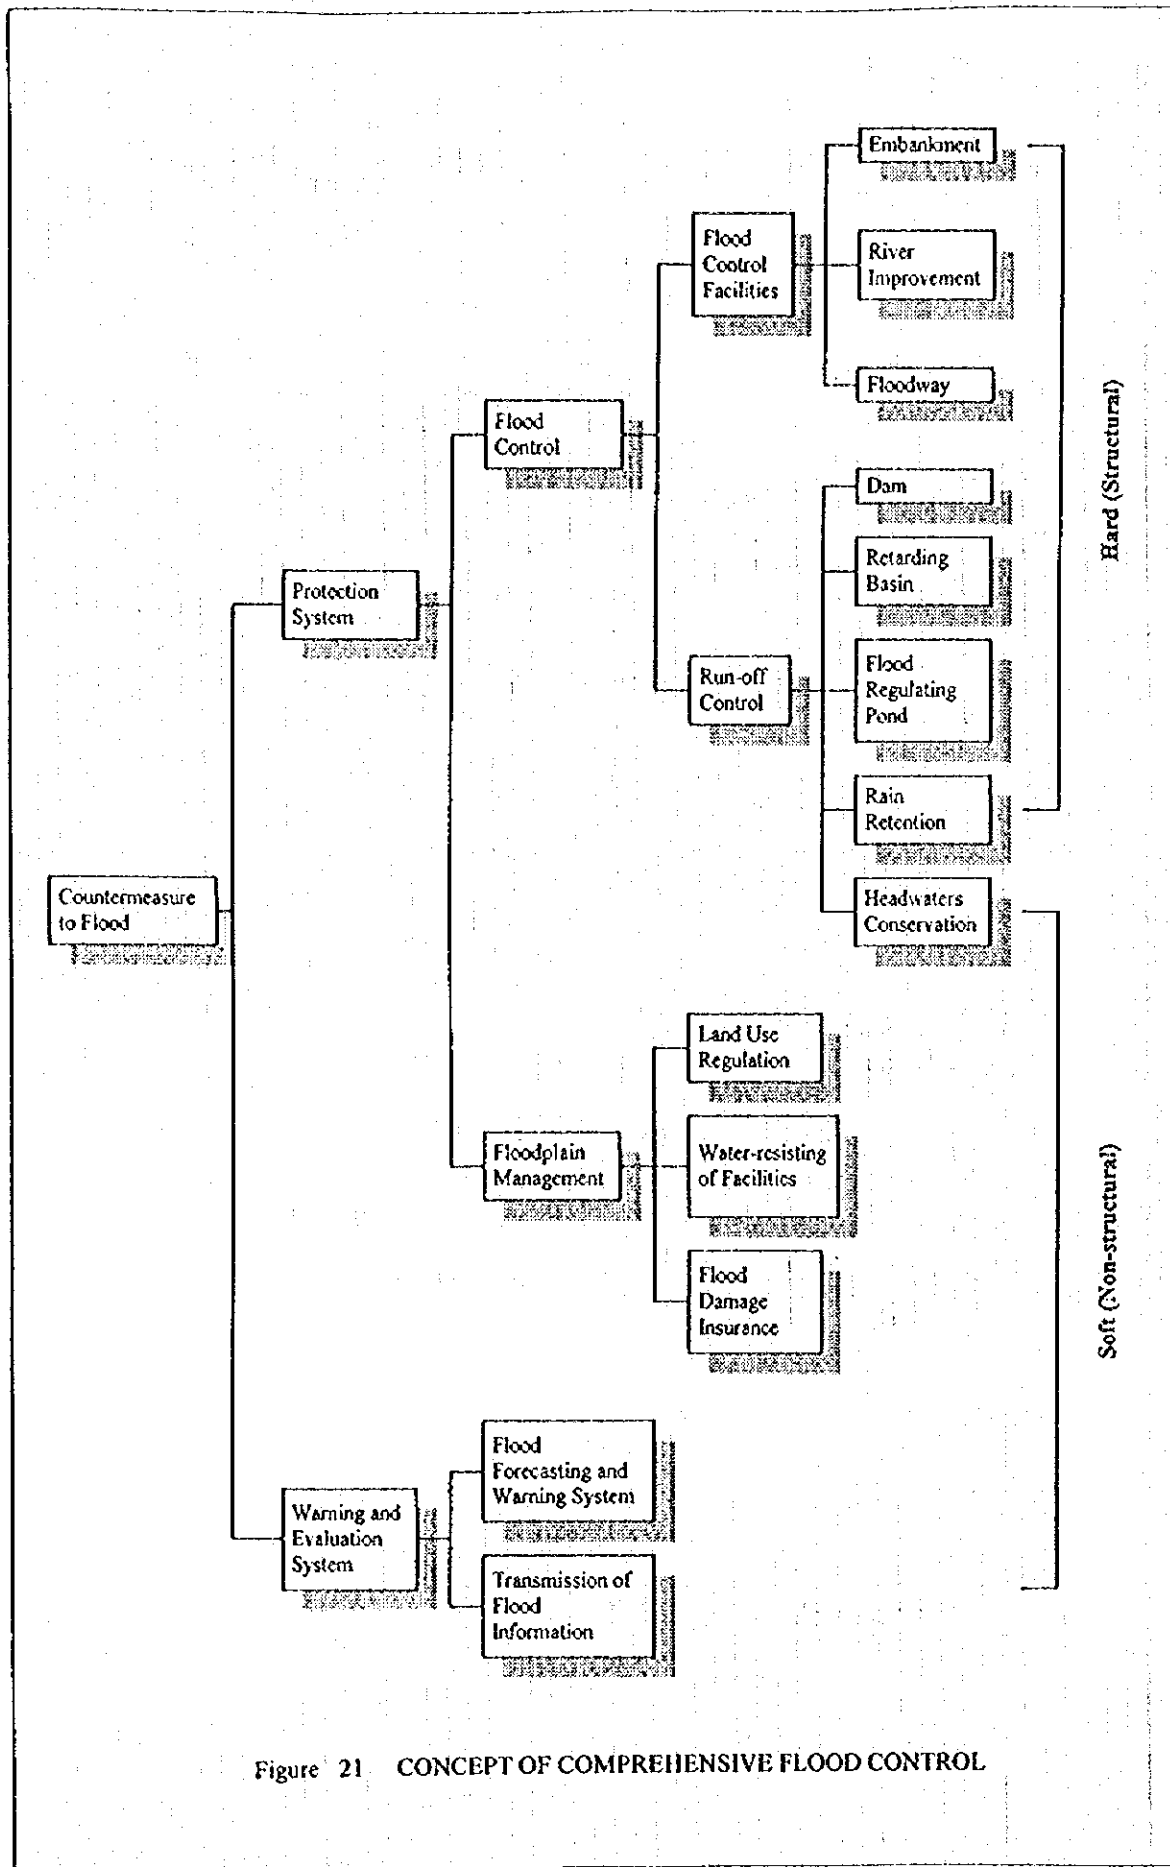 Countermeasure
to Flood
Protection
System
Flood
Control
Flood
Control
Facilities
Embankment
River
Improvement
Floodway
Run-off
Control
Dam
Retarding
Basin
Flood
Regulating
Pond
Rain
Retention
Headwaters
Conservation
Floodplain
Management
Land Use
Regulation
Water-resisting
of Facilities
Flood
Damage
Insurance
Warning and
Evaluation
System
Flood
Forecasting and
Warning System
Transmission of
Flood
Information
Hard (Structural)
Soft (Non-structural)
Figure 21 CONCEPT OF COMPREHENSIVE FLOOD CONTROL